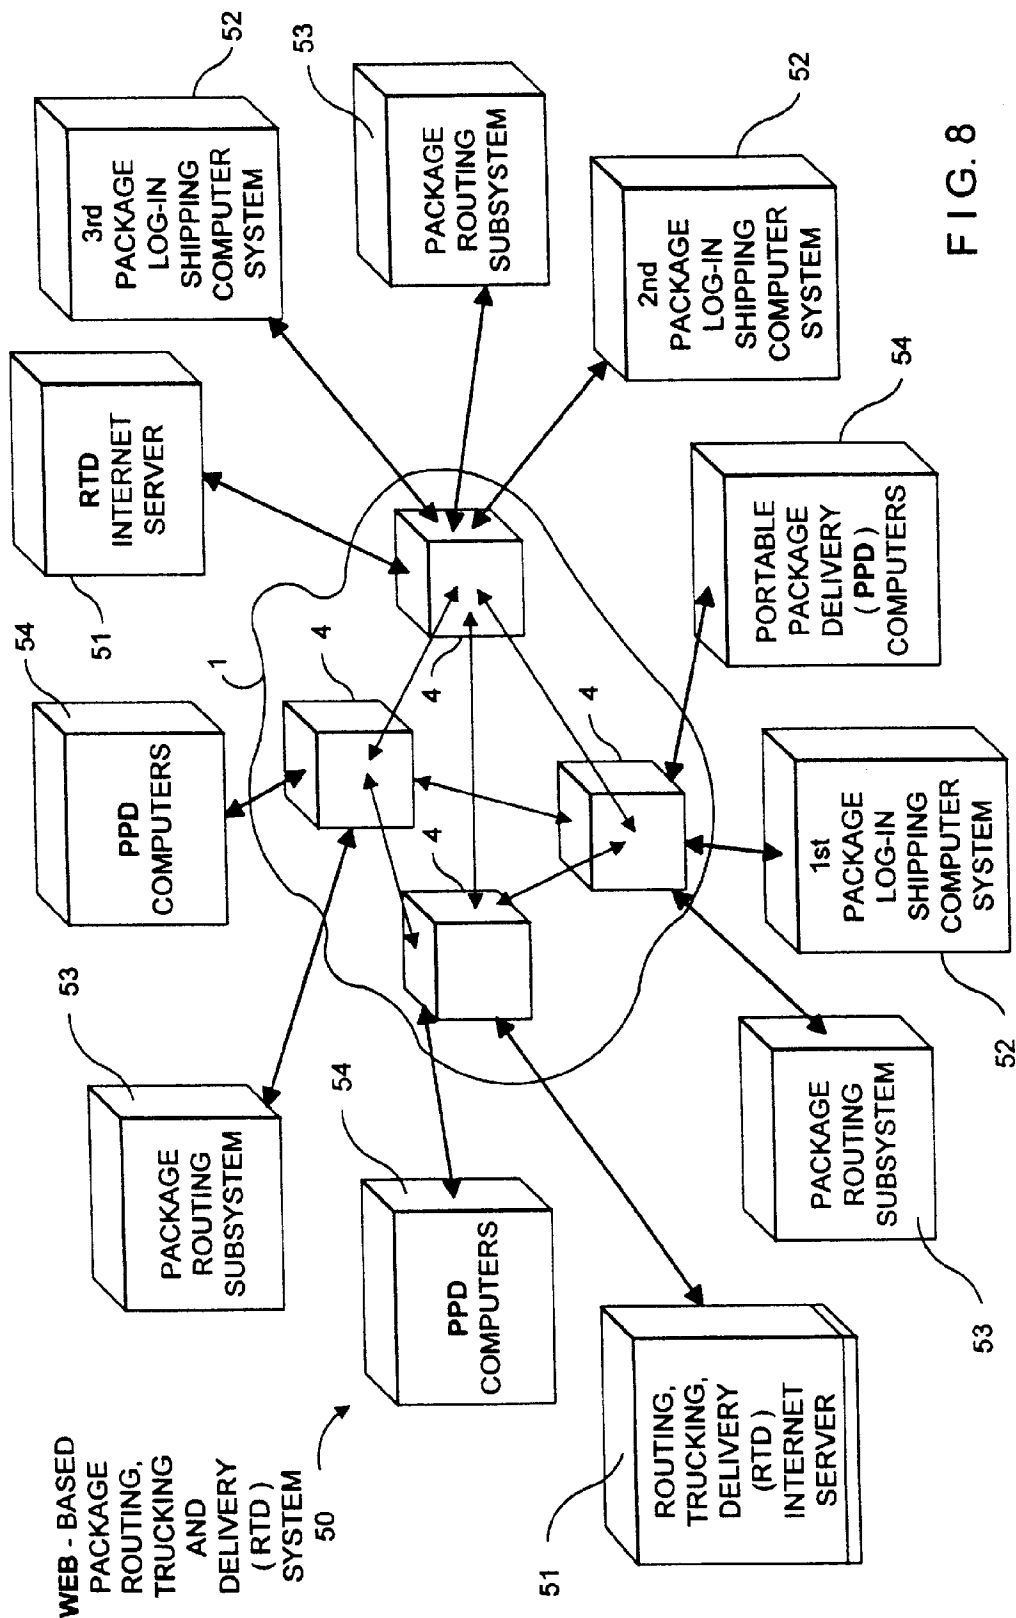 WEB - BASED
PACKAGE
ROUTING,
TRUCKING
AND
DELIVERY
( RTD )
SYSTEM
50
PACKAGE
ROUTING
SUBSYSTEM
53
PPD
COMPUTERS
54
RTD
INTERNET
SERVER
51
3rd
PACKAGE
LOG-IN
SHIPPING
COMPUTER
SYSTEM
52
PACKAGE
ROUTING
SUBSYSTEM
53
PPD
COMPUTERS
54
1
4
4
4
4
ROUTING,
TRUCKING,
DELIVERY
(RTD)
INTERNET
SERVER
51
PACKAGE
ROUTING
SUBSYSTEM
53
1st
PACKAGE
LOG-IN
SHIPPING
COMPUTER
SYSTEM
52
PORTABLE
PACKAGE
DELIVERY
( PPD )
COMPUTERS
54
2nd
PACKAGE
LOG-IN
SHIPPING
COMPUTER
SYSTEM
52
FIG. 8